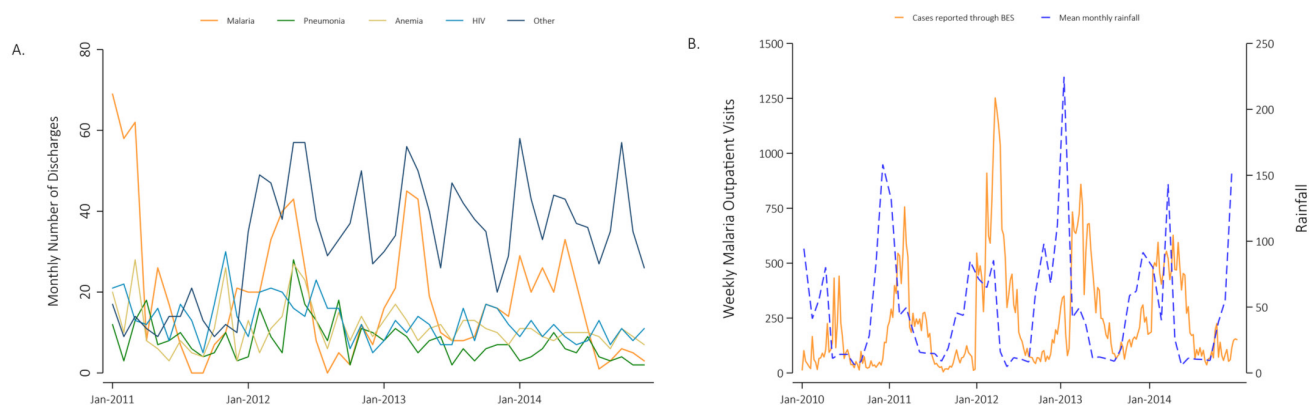 Malaria Pneumonia Anemia HIV Other
A.
Monthly Number of Discharges
80
60
40
20
0
Jan-2011 Jan-2012 Jan-2013 Jan-2014
Cases reported through BES Mean monthly rainfall
B.
Weekly Malaria Outpatient Visits
1500
1250
1000
750
500
250
0
250
200
150
100
50
0
Rainfall
Jan-2010 Jan-2011 Jan-2012 Jan-2013 Jan-2014